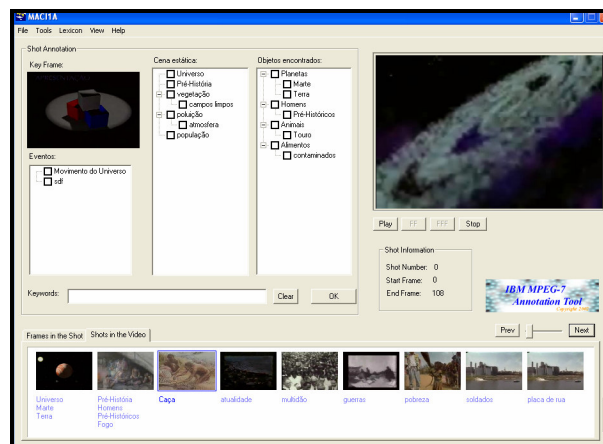 MACI1A
File Tools Lexicon View Help
Shot Annotation
Key Frame:
Cena estática:
Universo
Pré-História
vegetação
campos limpos
poluição
atmosfera
população
Objetos encontrados:
Planetas
Marte
Terra
Homens
Pré-Históricos
Animais
Touro
Alimentos
contaminados
Eventos:
Movimento do Universo
sdf
Play FF FFF Stop
Shot Information
Shot Number: 0
Start Frame: 0
End Frame: 108
Keywords:
Clear OK
IBM MPEG-7
Annotation Tool
Prev Next
Frames in the Shot Shots in the Video
Universo
Marte
Terra
Pré-História
Homens
Pré-Históricos
Fogo
Caça
atualidade
multidão
guerras
pobreza
soldados
placa de rua